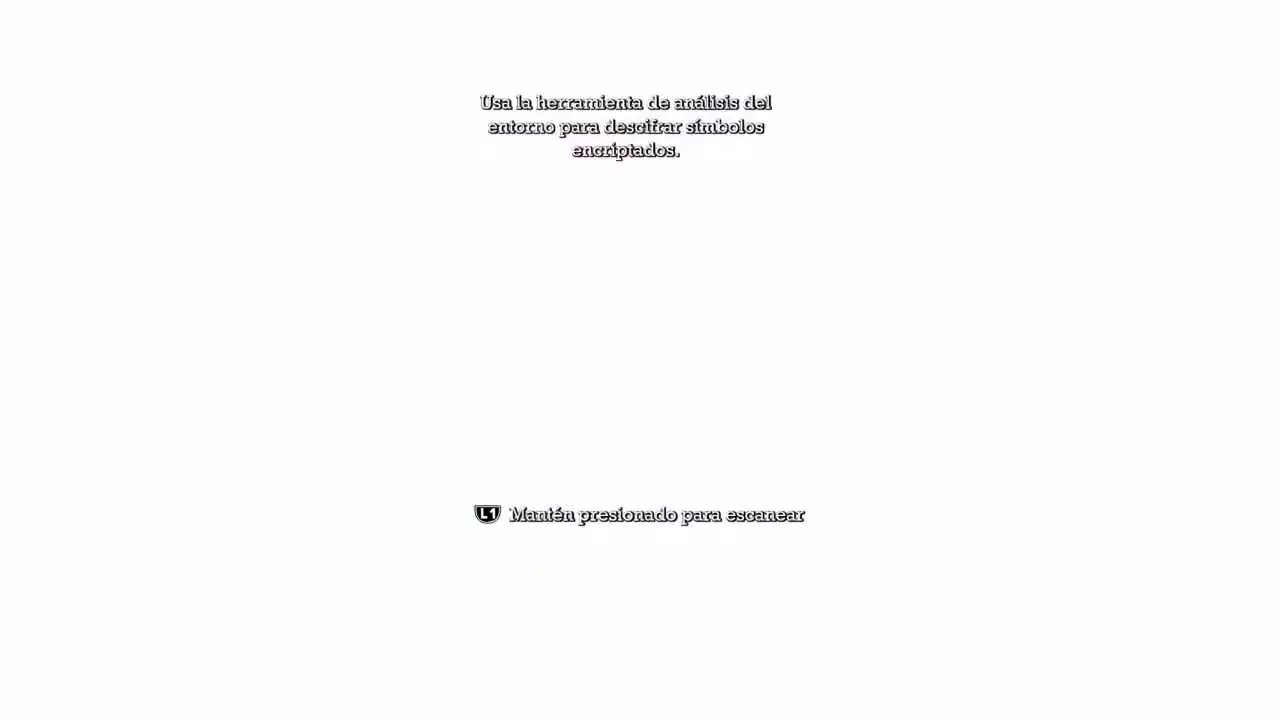 Usa la herramienta de análisis del
entorno para descifrar símbolos
encriptados.
L1 Mantén presionado para escanear